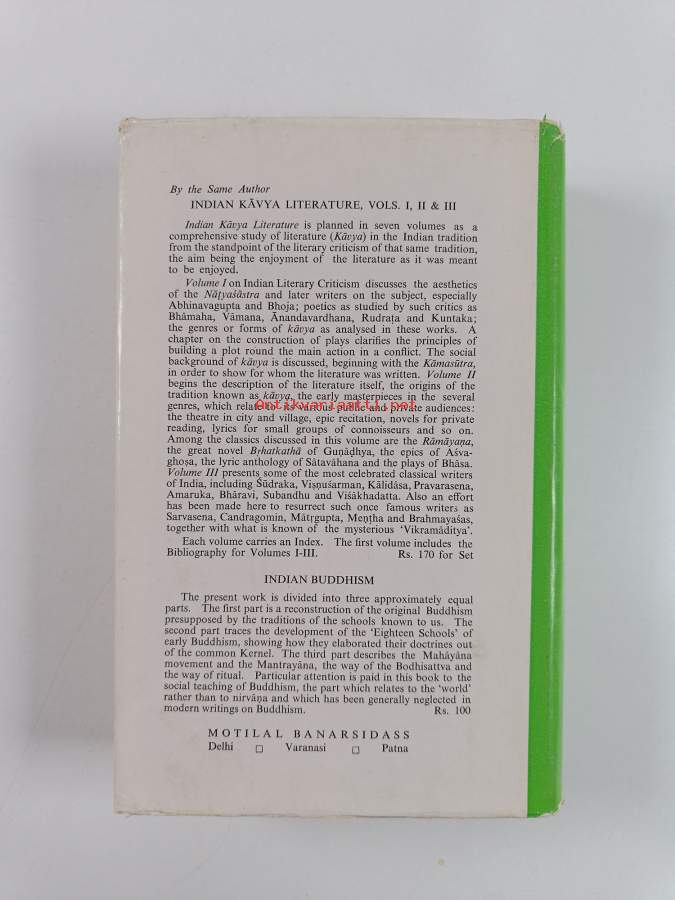 By the Same Author
INDIAN KĀVYA LITERATURE, VOLS. I, II & III
Indian Kāvya Literature is planned in seven volumes as a
comprehensive study of literature (Kāvya) in the Indian tradition
from the standpoint of the literary criticism of that same tradition,
the aim being the enjoyment of the literature as it was meant
to be enjoyed.
Volume I on Indian Literary Criticism discusses the aesthetics
of the Nāṭyaśāstra and later writers on the subject, especially
Abhinavagupta and Bhoja; poetics as studied by such critics as
Bhāmaha, Vāmana, Ānandavardhana, Rudraṭa and Kuntaka;
the genres or forms of kāvya as analysed in these works. A
chapter on the construction of plays clarifies the principles of
building a plot round the main action in a conflict. The social
background of kāvya is discussed, beginning with the Kāmasūtra,
in order to show for whom the literature was written. Volume II
begins the description of the literature itself, the origins of the
tradition known as kāvya, the early masterpieces in the several
genres, which relate to its various public and private audiences:
antikvariaatti.net
the theatre in city and village, epic recitation, novels for private
reading, lyrics for small groups of connoisseurs and so on.
Among the classics discussed in this volume are the Rāmāyaṇa,
the great novel Bṛhatkathā of Guṇāḍhya, the epics of Aśva-
ghoṣa, the lyric anthology of Sātavāhana and the plays of Bhāsa.
Volume III presents some of the most celebrated classical writers
of India, including Śūdraka, Viṣṇuśarman, Kālidāsa, Pravarasena,
Amaruka, Bhāravi, Subandhu and Viśākhadatta. Also an effort
has been made here to resurrect such once famous writers as
Sarvasena, Candragomin, Mātṛgupta, Meṇṭha and Brahmayaśas,
together with what is known of the mysterious ‘Vikramāditya’.
Each volume carries an Index. The first volume includes the
Bibliography for Volumes I-III. Rs. 170 for Set
INDIAN BUDDHISM
The present work is divided into three approximately equal
parts. The first part is a reconstruction of the original Buddhism
presupposed by the traditions of the schools known to us. The
second part traces the development of the ‘Eighteen Schools’ of
early Buddhism, showing how they elaborated their doctrines out
of the common Kernel. The third part describes the Mahāyāna
movement and the Mantrayāna, the way of the Bodhisattva and
the way of ritual. Particular attention is paid in this book to the
social teaching of Buddhism, the part which relates to the ‘world’
rather than to nirvāṇa and which has been generally neglected in
modern writings on Buddhism. Rs. 100
MOTILAL BANARSIDASS
Delhi □ Varanasi □ Patna